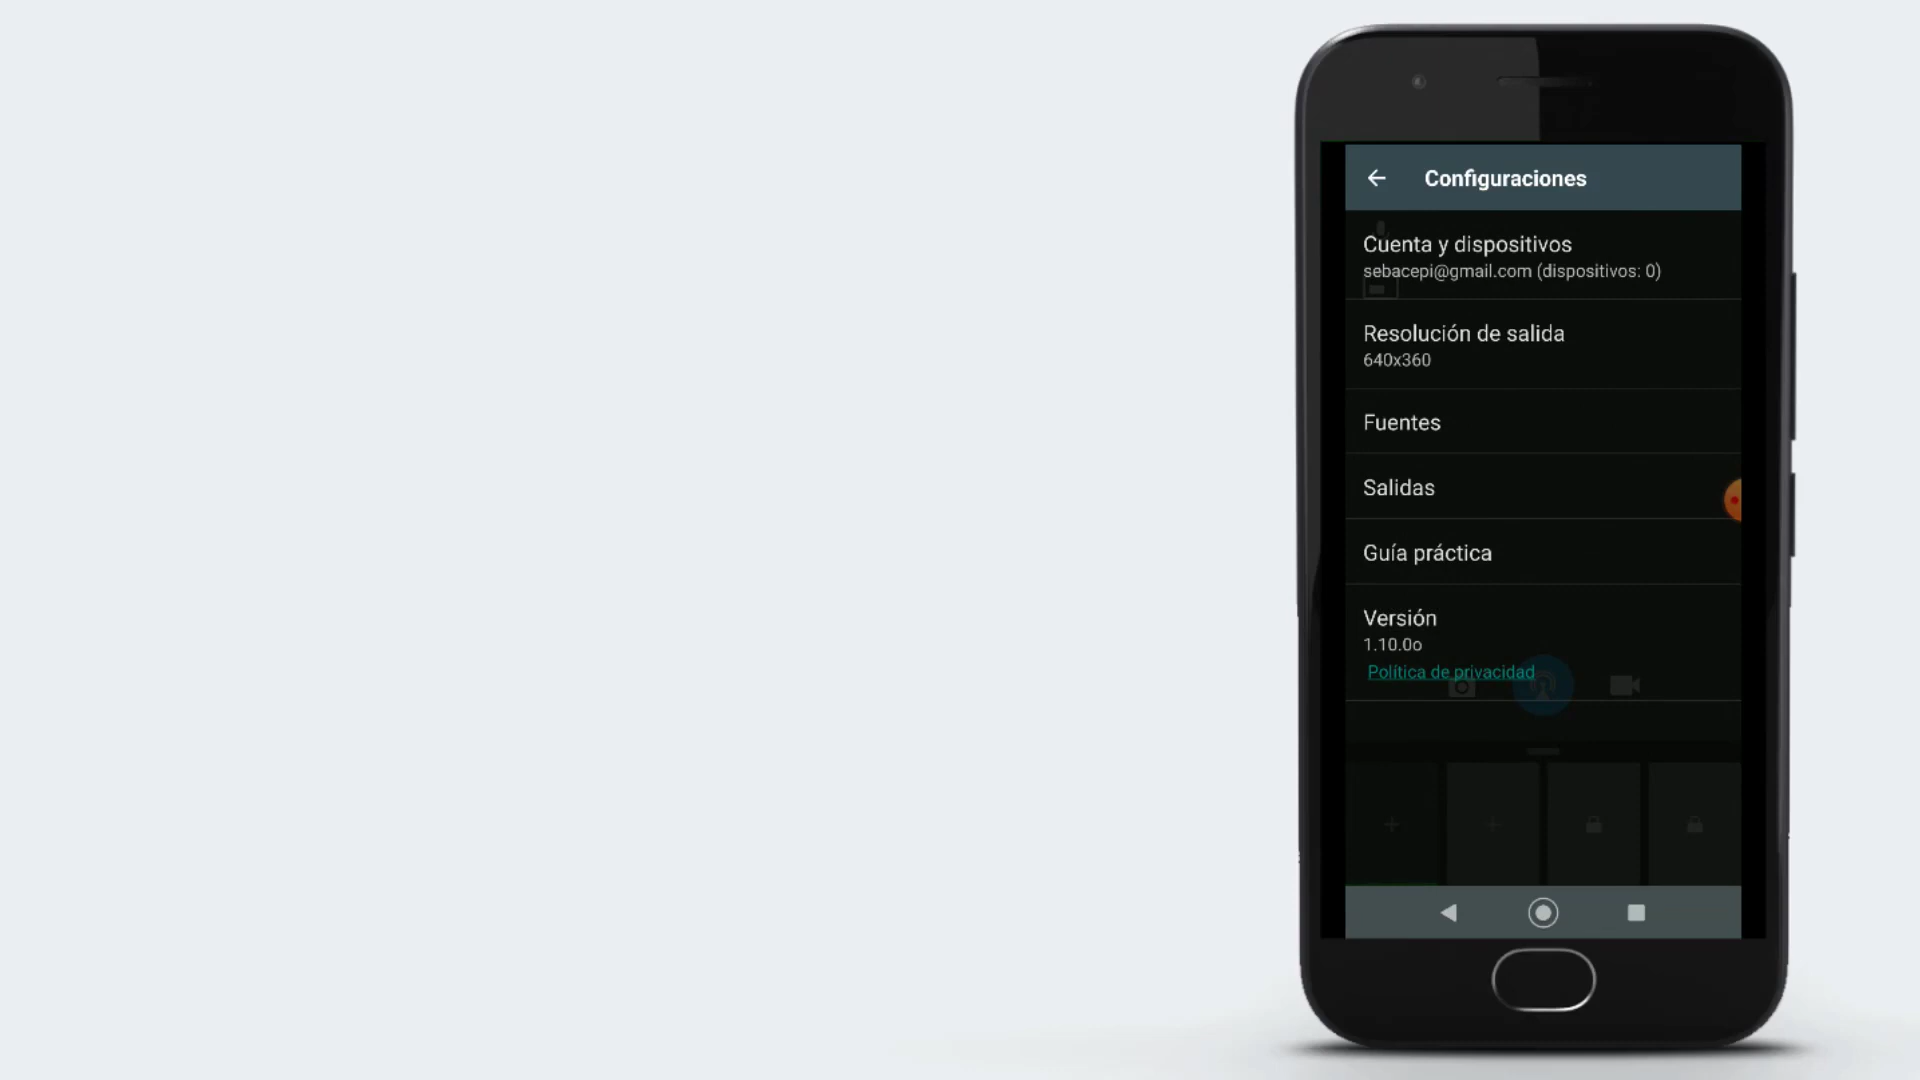 Configuraciones
Cuenta y dispositivos
sebacepi@gmail.com (dispositivos: 0)
Resolución de salida
640x360
Fuentes
Salidas
Guía práctica
Versión
1.10.0o
Política de privacidad